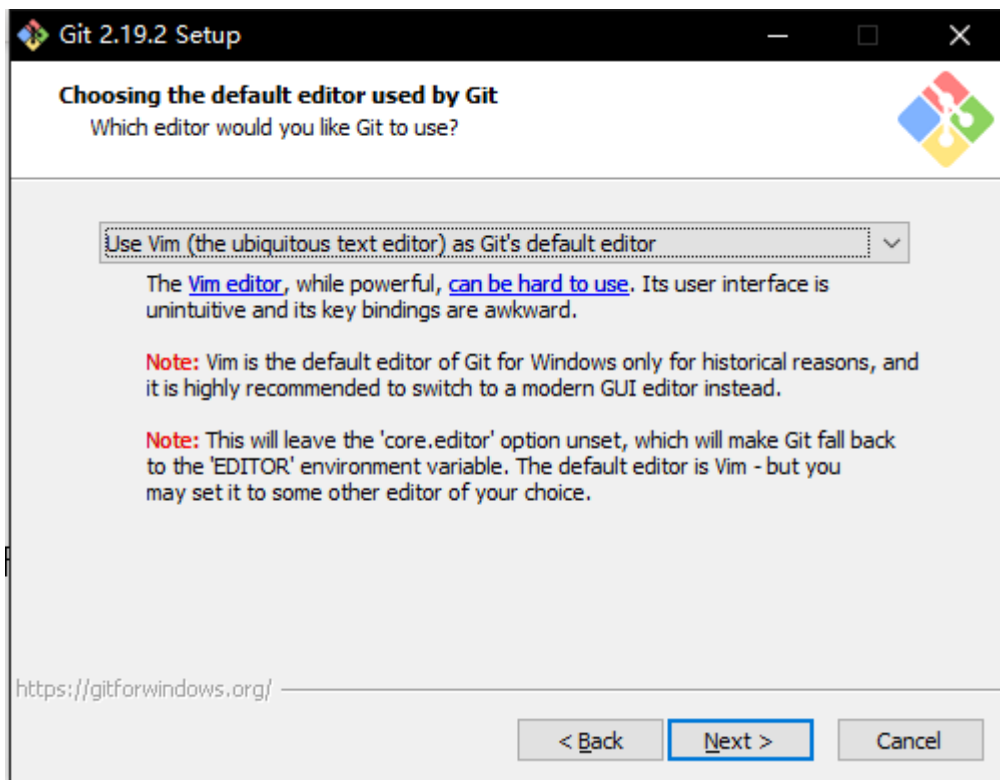 Git 2.19.2 Setup
Choosing the default editor used by Git
Which editor would you like Git to use?
Use Vim (the ubiquitous text editor) as Git's default editor
The Vim editor, while powerful, can be hard to use. Its user interface is
unintuitive and its key bindings are awkward.
Note: Vim is the default editor of Git for Windows only for historical reasons, and
it is highly recommended to switch to a modern GUI editor instead.
Note: This will leave the 'core.editor' option unset, which will make Git fall back
to the 'EDITOR' environment variable. The default editor is Vim - but you
may set it to some other editor of your choice.
https://gitforwindows.org/
< Back Next > Cancel